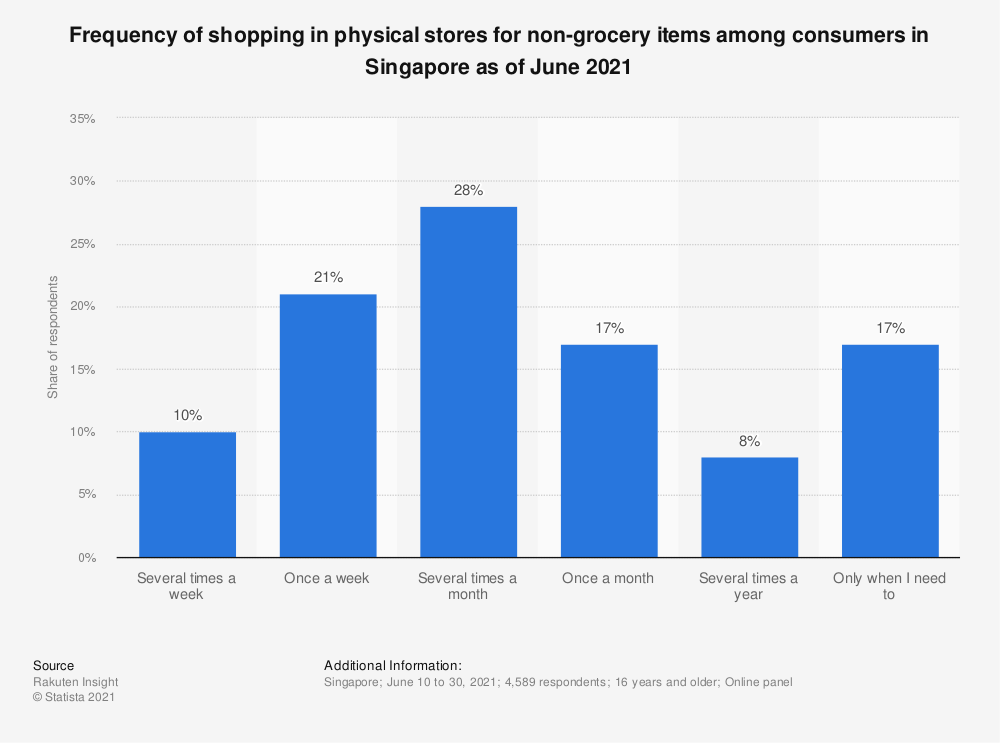 Frequency of shopping in physical stores for non-grocery items among consumers in
Singapore as of June 2021
Share of respondents
35%
30%
25%
20%
15%
10%
5%
0%
10%
21%
28%
17%
8%
17%
Several times a
week
Once a week
Several times a
month
Once a month
Several times a
year
Only when I need
to
Source
Rakuten Insight
© Statista 2021
Additional Information:
Singapore; June 10 to 30, 2021; 4,589 respondents; 16 years and older; Online panel